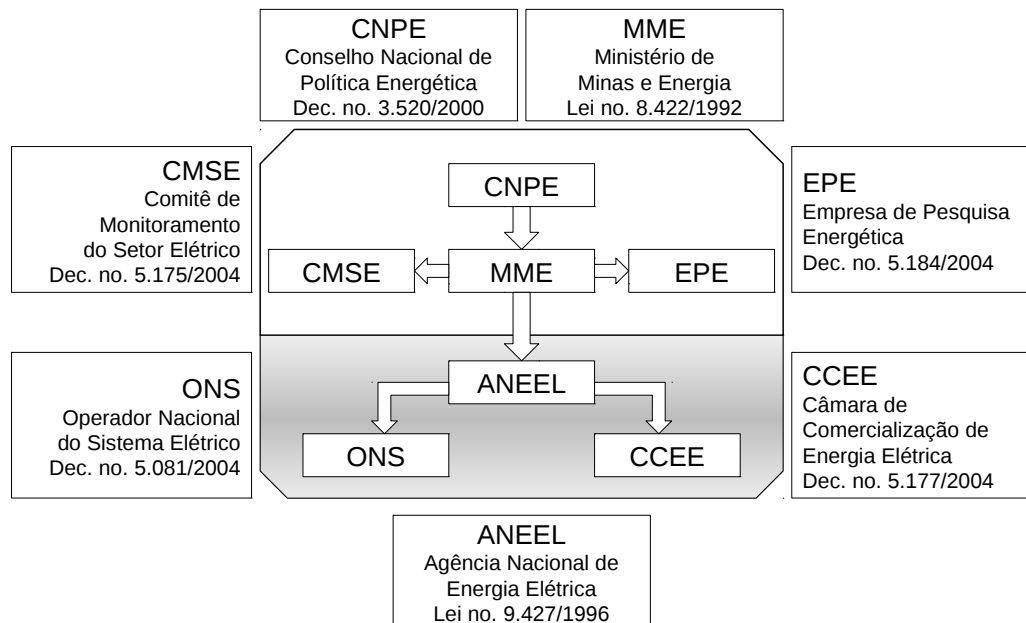 CNPE
Conselho Nacional de
Política Energética
Dec. no. 3.520/2000
MME
Ministério de
Minas e Energia
Lei no. 8.422/1992
CMSE
Comitê de
Monitoramento
do Setor Elétrico
Dec. no. 5.175/2004
CNPE
CMSE
MME
EPE
EPE
Empresa de Pesquisa
Energética
Dec. no. 5.184/2004
ONS
Operador Nacional
do Sistema Elétrico
Dec. no. 5.081/2004
ANEEL
ONS
CCEE
CCEE
Câmara de
Comercialização de
Energia Elétrica
Dec. no. 5.177/2004
ANEEL
Agência Nacional de
Energia Elétrica
Lei no. 9.427/1996